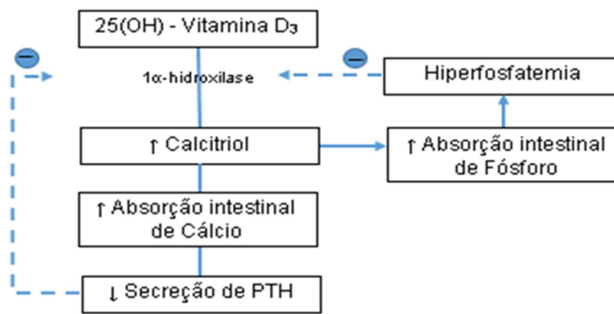 25(OH) - Vitamina D₃
1α-hidroxilase
Hiperfosfatemia
↑ Calcitriol
↑ Absorção intestinal
de Fósforo
↑ Absorção intestinal
de Cálcio
↓ Secreção de PTH